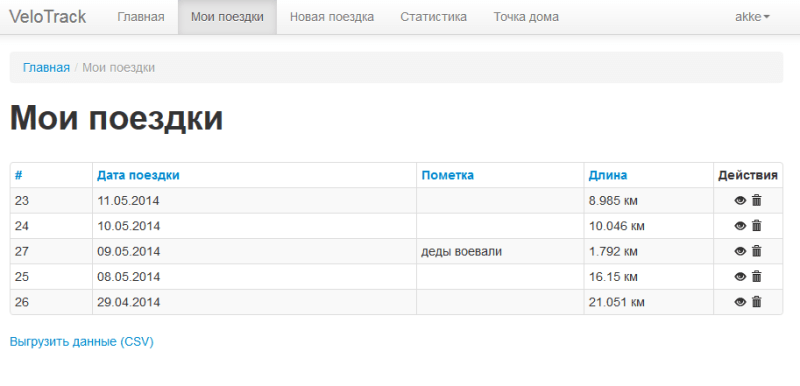 VeloTrack Главная Мои поездки Новая поездка Статистика Точка дома akke
Главная / Мои поездки
Мои поездки
# Дата поездки Пометка Длина Действия
23 11.05.2014 8.985 км
24 10.05.2014 10.046 км
27 09.05.2014 деды воевали 1.792 км
25 08.05.2014 16.15 км
26 29.04.2014 21.051 км
Выгрузить данные (CSV)